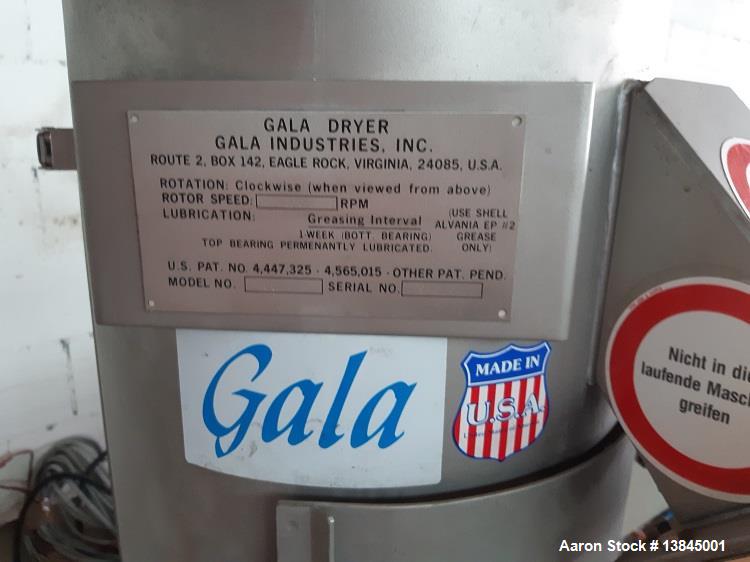 GALA DRYER
GALA INDUSTRIES, INC.
ROUTE 2, BOX 142, EAGLE ROCK, VIRGINIA, 24085, U.S.A.
ROTATION: Clockwise (when viewed from above)
ROTOR SPEED: RPM
LUBRICATION: Greasing Interval (USE SHELL
ALVANIA EP #2
1-WEEK (BOTT. BEARING) GREASE
TOP BEARING PERMENANTLY LUBRICATED. ONLY)
U.S. PAT. NO. 4,447,325 - 4,565,015 - OTHER PAT. PEND.
MODEL NO. SERIAL NO.
Gala
MADE IN
U.S.A.
Nicht in die
laufende Masch
greifen
Aaron Stock # 13845001